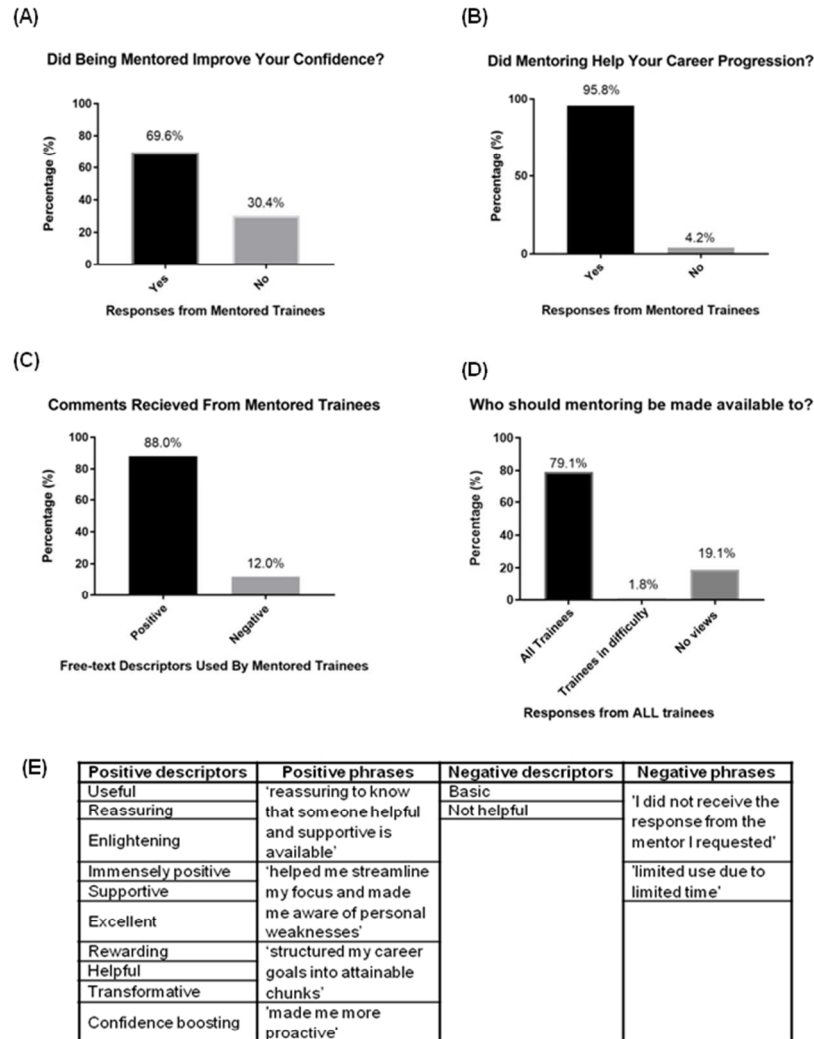 (A)
Did Being Mentored Improve Your Confidence?
Percentage (%)
100
80
60
40
20
0
69.6%
30.4%
Yes
No
Responses from Mentored Trainees
(B)
Did Mentoring Help Your Career Progression?
Percentage (%)
100
50
0
95.8%
4.2%
Yes
No
Responses from Mentored Trainees
(C)
Comments Recieved From Mentored Trainees
Percentage (%)
100
80
60
40
20
0
88.0%
12.0%
Positive
Negative
Free-text Descriptors Used By Mentored Trainees
(D)
Who should mentoring be made available to?
Percentage (%)
100
80
60
40
20
0
79.1%
1.8%
19.1%
All Trainees
Trainees in difficulty
No views
Responses from ALL trainees
(E)
Positive descriptors
Useful
Reassuring
Enlightening
Immensely positive
Supportive
Excellent
Rewarding
Helpful
Transformative
Confidence boosting
Positive phrases
‘reassuring to know
that someone helpful
and supportive is
available’
‘helped me streamline
my focus and made
me aware of personal
weaknesses’
‘structured my career
goals into attainable
chunks’
'made me more
proactive'
Negative descriptors
Basic
Not helpful
Negative phrases
'I did not receive the
response from the
mentor I requested'
'limited use due to
limited time'